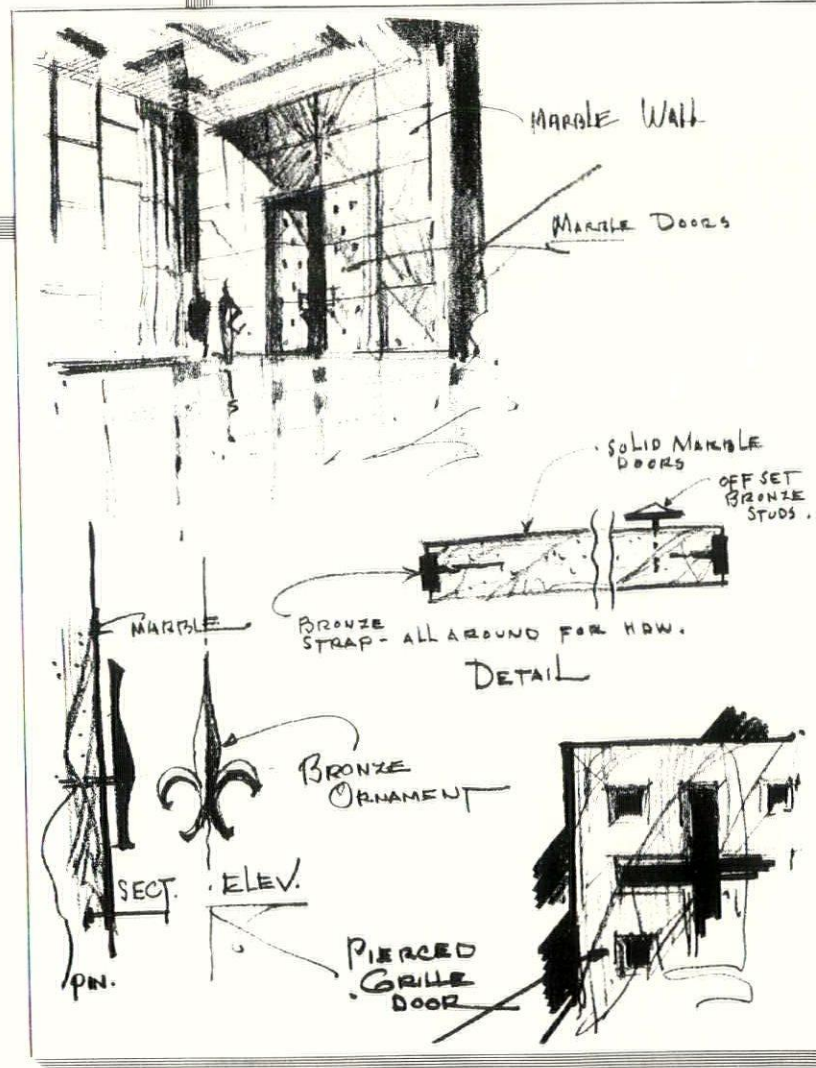 MARBLE WALL
MARBLE DOORS
SOLID MARBLE
DOORS
OFF SET
BRONZE
STUDS.
MARBLE.
BRONZE
STRAP - ALL AROUND FOR HDW.
DETAIL
BRONZE
ORNAMENT
SECT. ELEV.
PIN.
PIERCED
GRILLE
DOOR